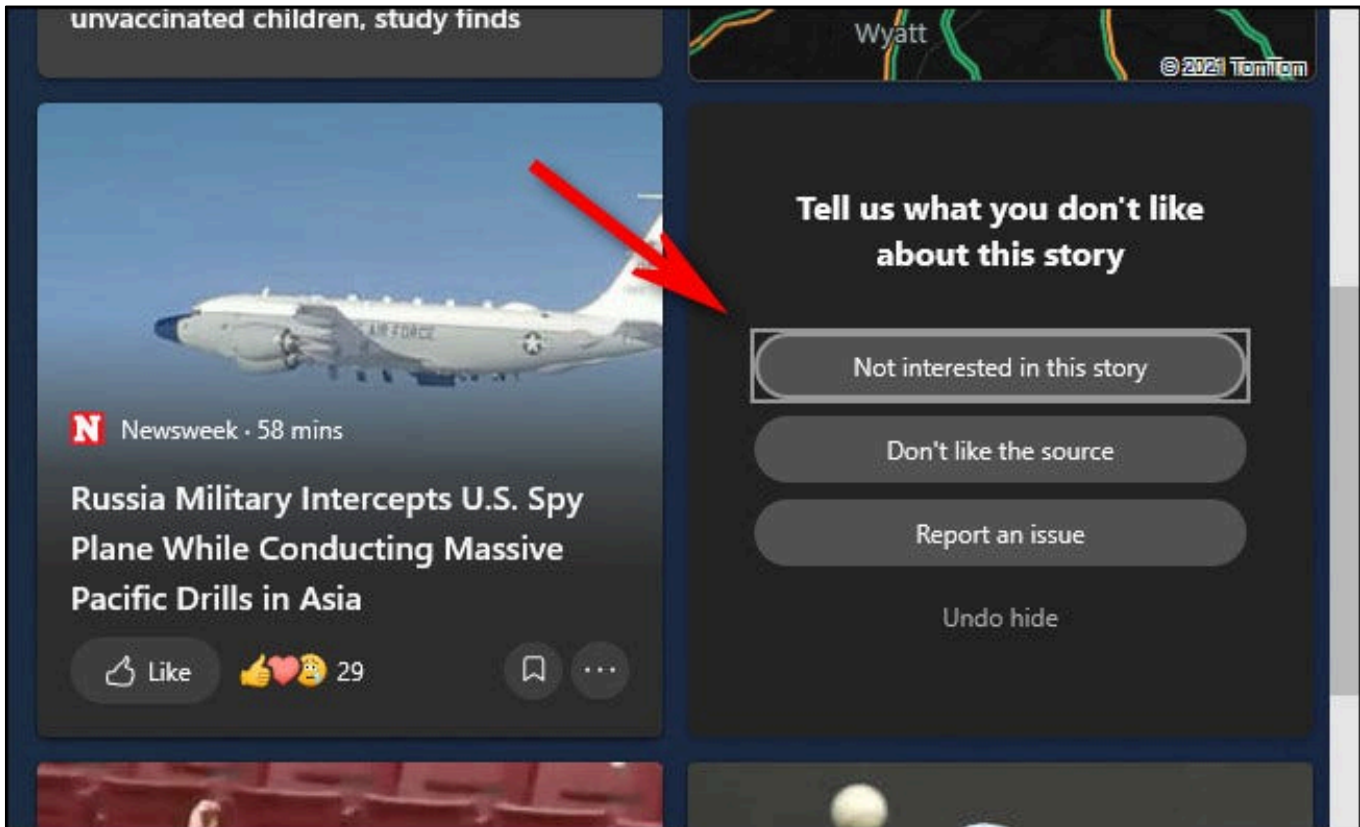 unvaccinated children, study finds
Wyatt
© 2021 TomTom
U.S. AIR FORCE
N Newsweek · 58 mins
Russia Military Intercepts U.S. Spy
Plane While Conducting Massive
Pacific Drills in Asia
Like
29
Tell us what you don't like
about this story
Not interested in this story
Don't like the source
Report an issue
Undo hide